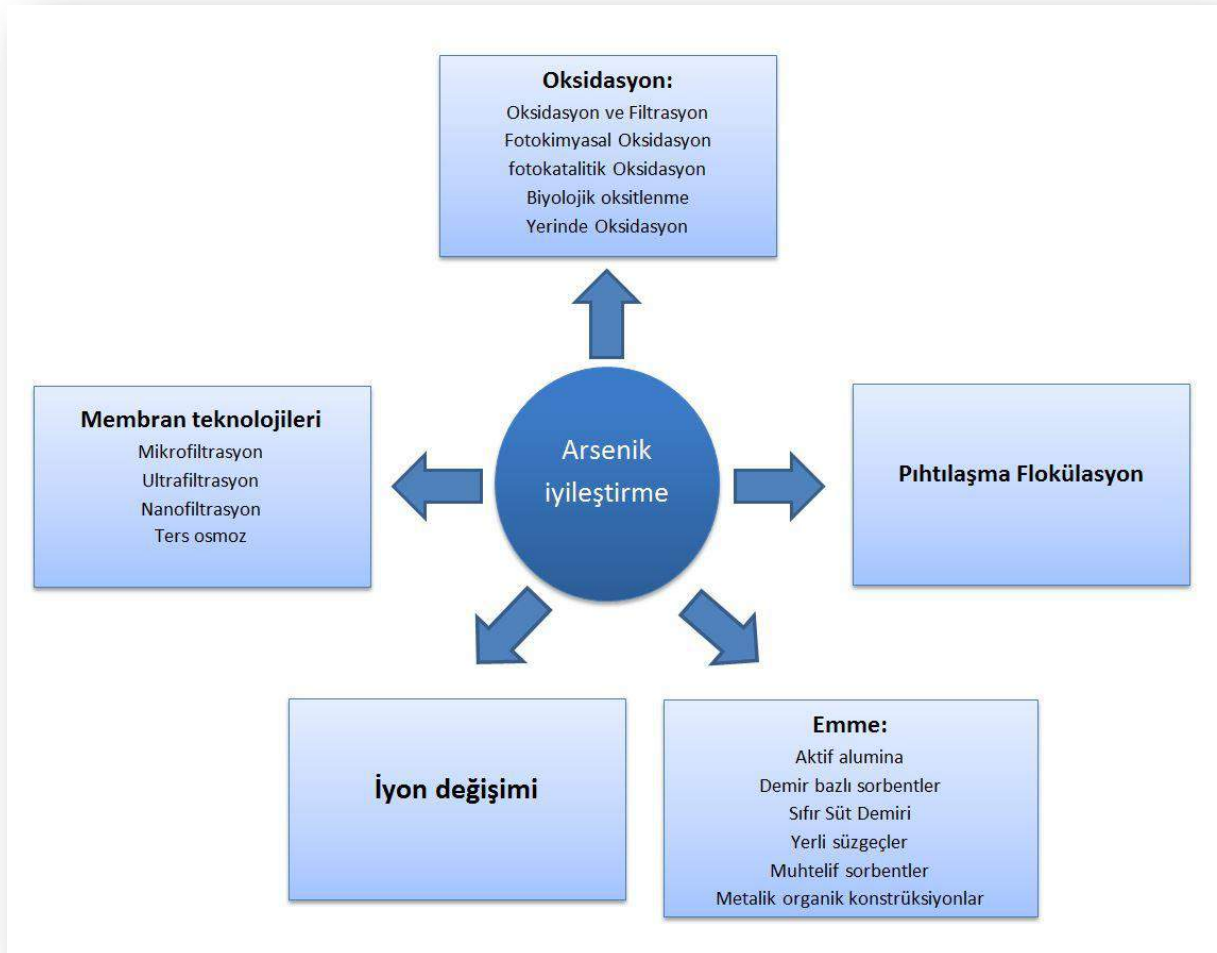 Oksidasyon:
Oksidasyon ve Filtrasyon
Fotokimyasal Oksidasyon
fotokatalitik Oksidasyon
Biyolojik oksitlenme
Yerinde Oksidasyon
Membran teknolojileri
Mikrofiltrasyon
Ultrafiltrasyon
Nanofiltrasyon
Ters osmoz
Arsenik
iyileştirme
Pıhtılaşma Flokülasyon
İyon değişimi
Emme:
Aktif alumina
Demir bazlı sorbentler
Sıfır Süt Demiri
Yerli süzgeçler
Muhtelif sorbentler
Metalik organik konstrüksiyonlar